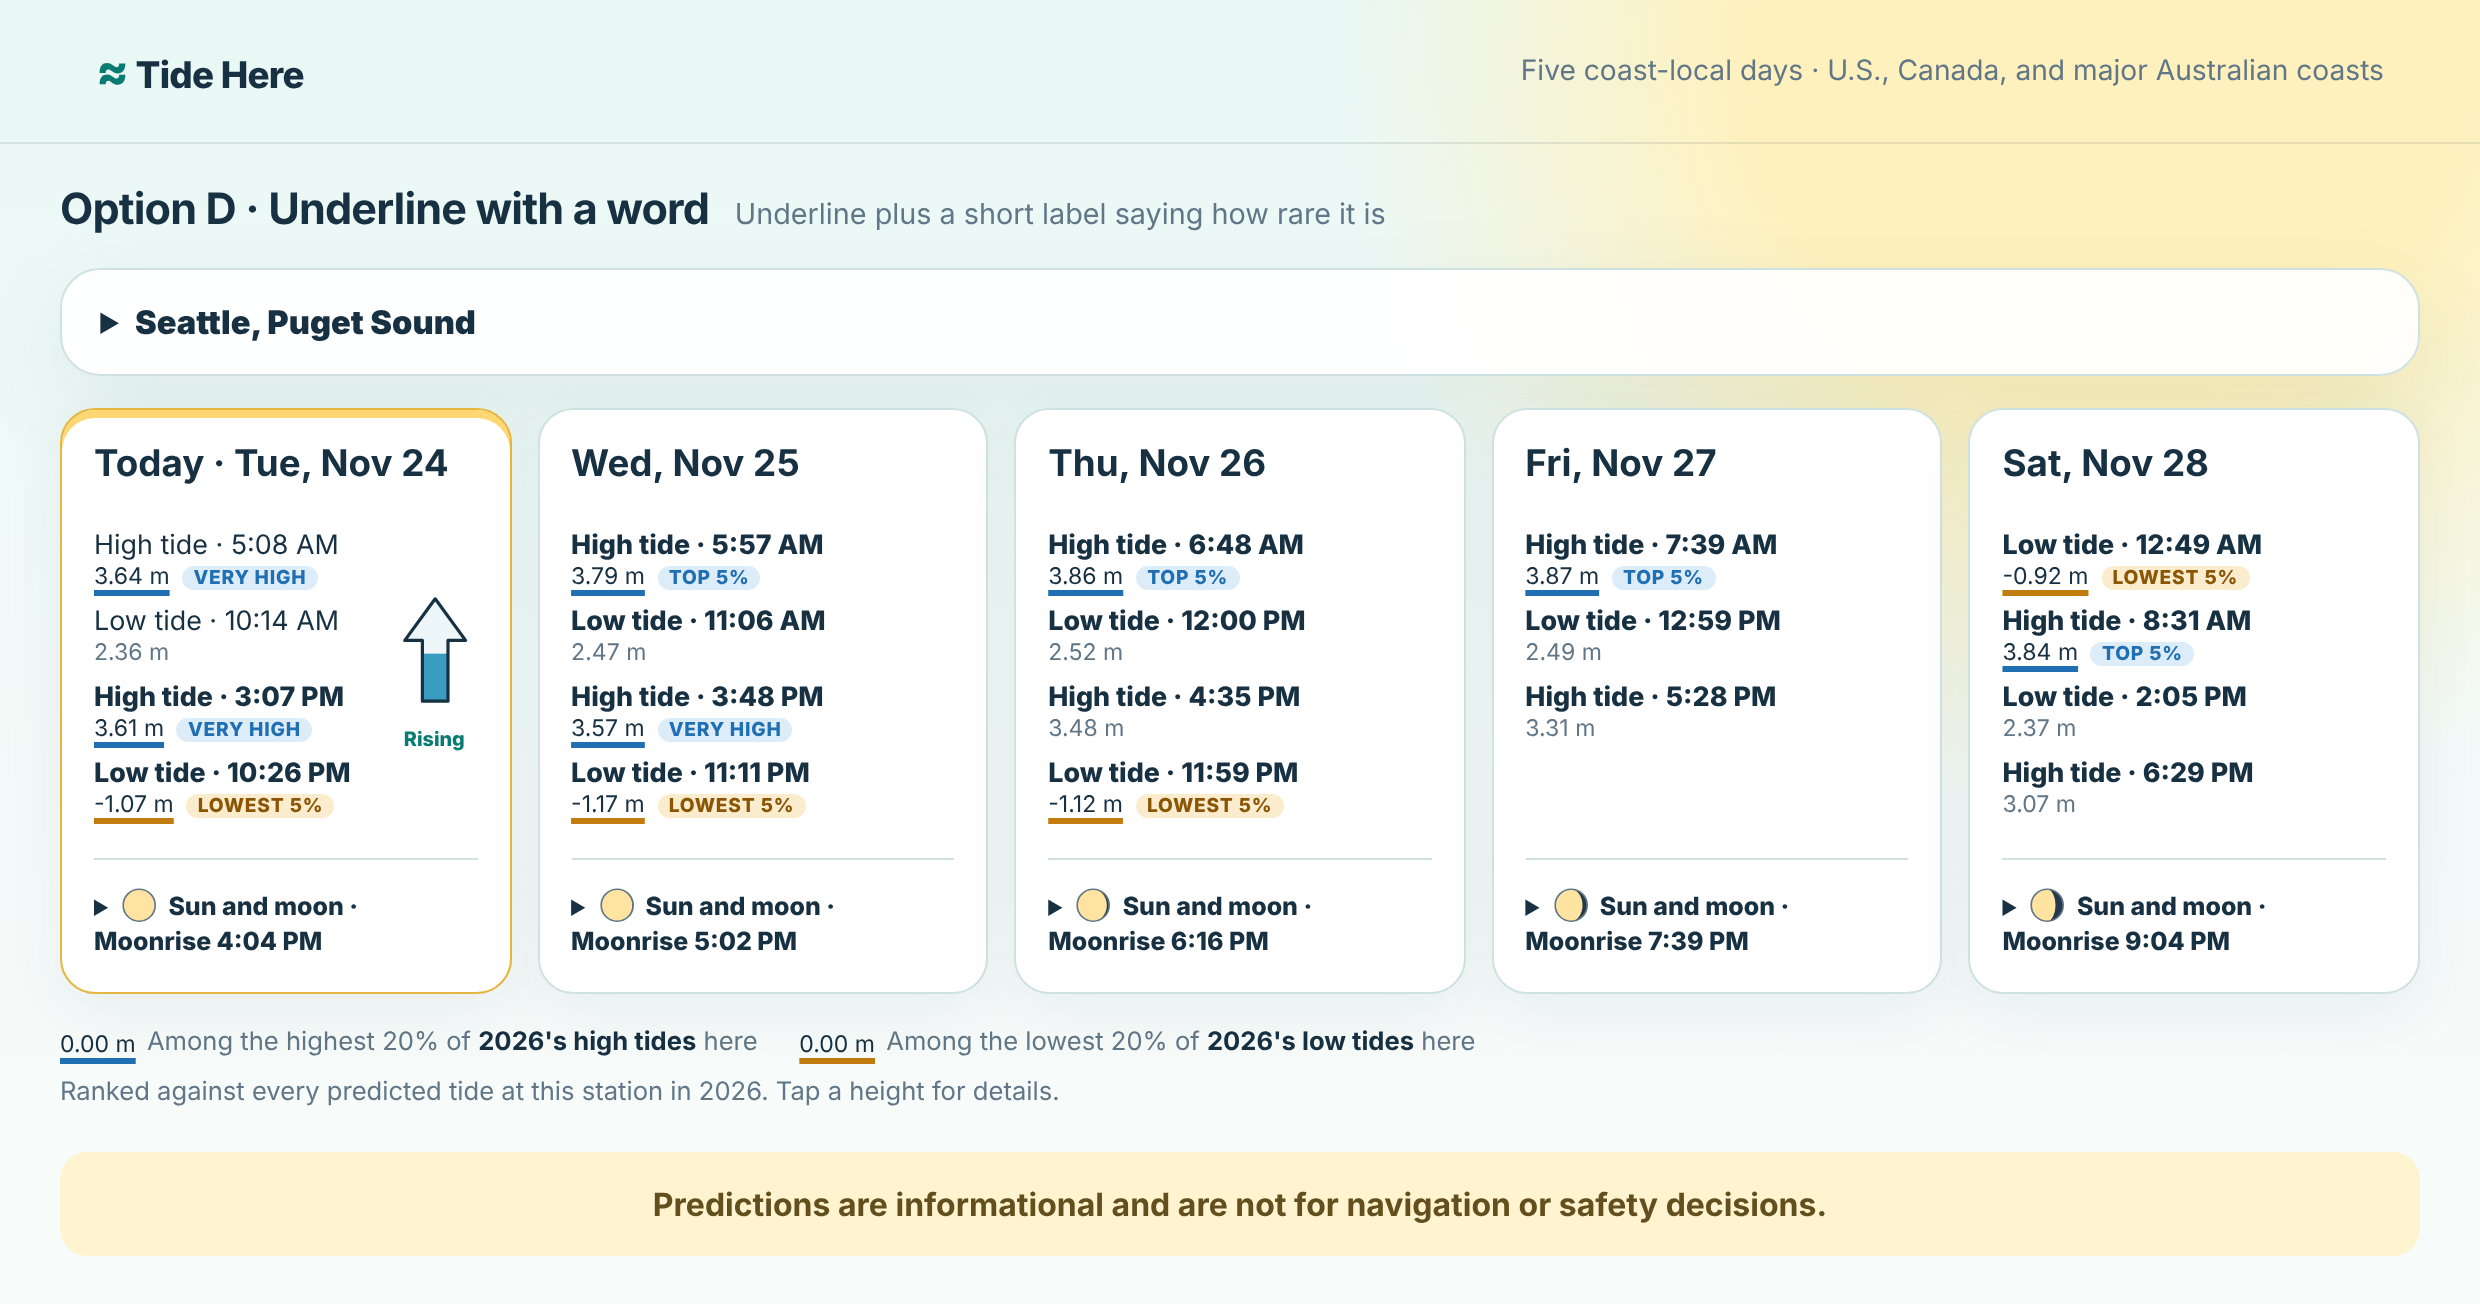 ≈ Tide Here
Five coast-local days · U.S., Canada, and major Australian coasts
Option D · Underline with a word
Underline plus a short label saying how rare it is
▶ Seattle, Puget Sound
Today · Tue, Nov 24
High tide · 5:08 AM
3.64 m VERY HIGH
Low tide · 10:14 AM
2.36 m
High tide · 3:07 PM
3.61 m VERY HIGH
Low tide · 10:26 PM
-1.07 m LOWEST 5%
Rising
▶ Sun and moon ·
Moonrise 4:04 PM
Wed, Nov 25
High tide · 5:57 AM
3.79 m TOP 5%
Low tide · 11:06 AM
2.47 m
High tide · 3:48 PM
3.57 m VERY HIGH
Low tide · 11:11 PM
-1.17 m LOWEST 5%
▶ Sun and moon ·
Moonrise 5:02 PM
Thu, Nov 26
High tide · 6:48 AM
3.86 m TOP 5%
Low tide · 12:00 PM
2.52 m
High tide · 4:35 PM
3.48 m
Low tide · 11:59 PM
-1.12 m LOWEST 5%
▶ Sun and moon ·
Moonrise 6:16 PM
Fri, Nov 27
High tide · 7:39 AM
3.87 m TOP 5%
Low tide · 12:59 PM
2.49 m
High tide · 5:28 PM
3.31 m
▶ Sun and moon ·
Moonrise 7:39 PM
Sat, Nov 28
Low tide · 12:49 AM
-0.92 m LOWEST 5%
High tide · 8:31 AM
3.84 m TOP 5%
Low tide · 2:05 PM
2.37 m
High tide · 6:29 PM
3.07 m
▶ Sun and moon ·
Moonrise 9:04 PM
0.00 m Among the highest 20% of 2026's high tides here
0.00 m Among the lowest 20% of 2026's low tides here
Ranked against every predicted tide at this station in 2026. Tap a height for details.
Predictions are informational and are not for navigation or safety decisions.